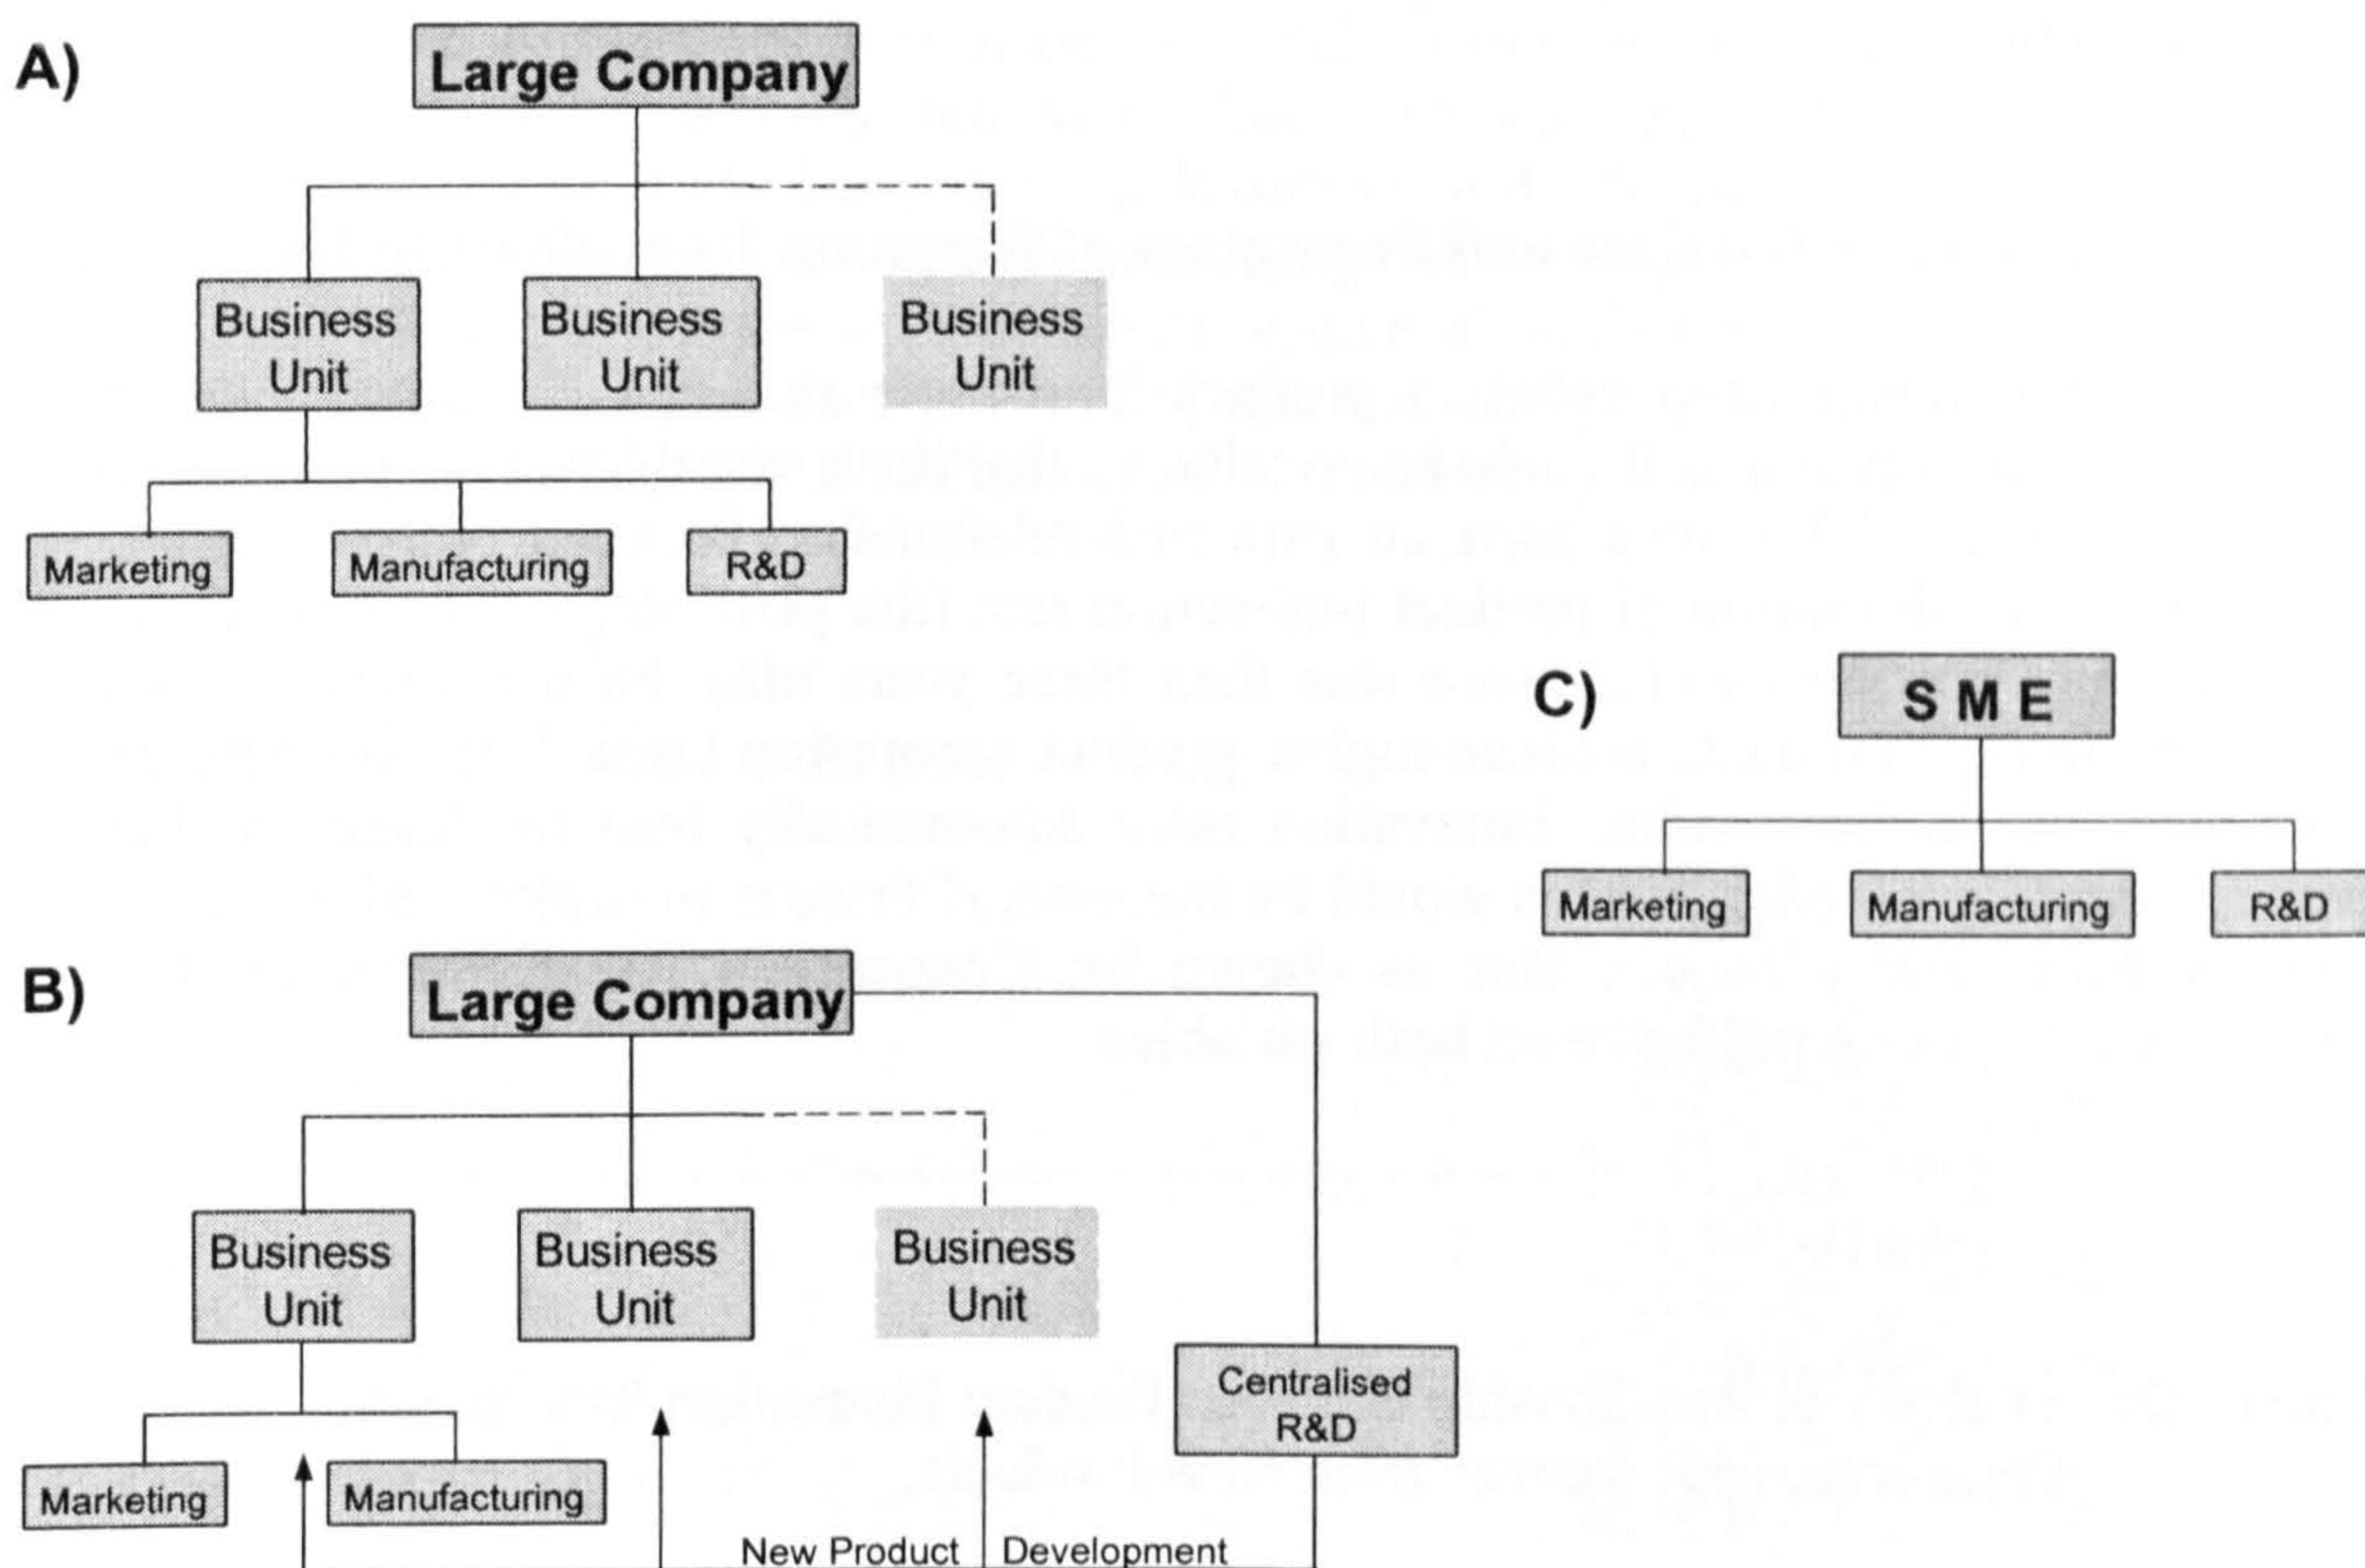 A)
Large Company
Business
Unit
Business
Unit
Business
Unit
Marketing
Manufacturing
R&D
C)
S M E
Marketing
Manufacturing
R&D
B)
Large Company
Business
Unit
Business
Unit
Business
Unit
Centralised
R&D
Marketing
Manufacturing
New Product Development